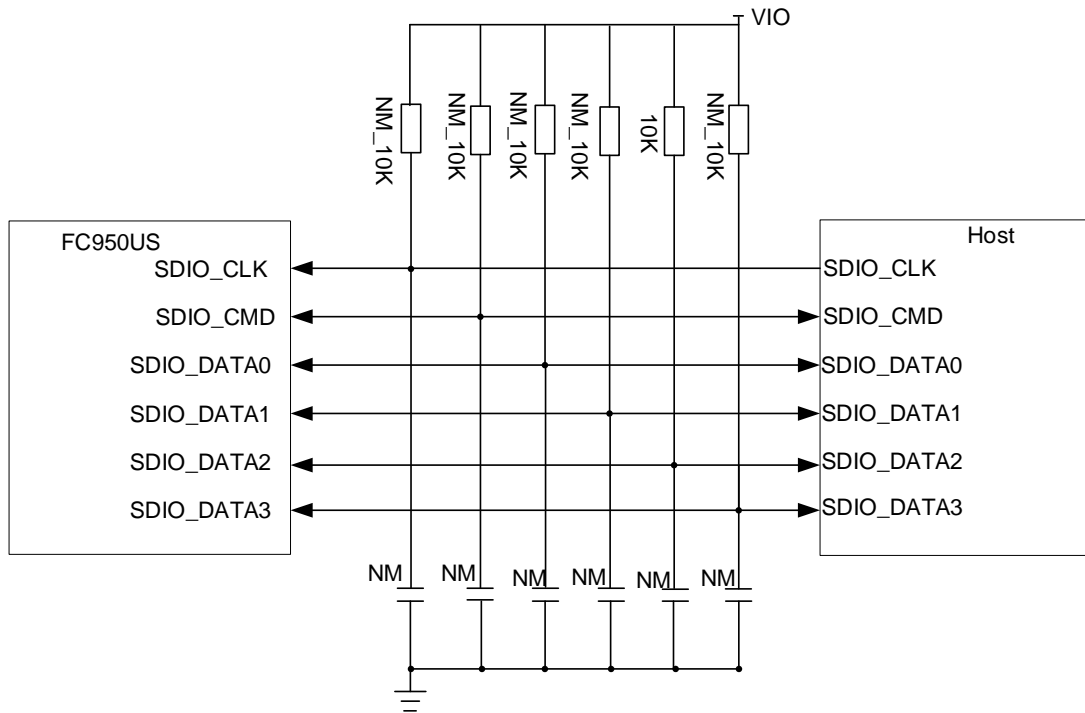 VIO
NM_10K
NM_10K
NM_10K
NM_10K
10K
NM_10K
FC950US
Host
SDIO_CLK
SDIO_CLK
SDIO_CMD
SDIO_CMD
SDIO_DATA0
SDIO_DATA0
SDIO_DATA1
SDIO_DATA1
SDIO_DATA2
SDIO_DATA2
SDIO_DATA3
SDIO_DATA3
NM
NM
NM
NM
NM
NM